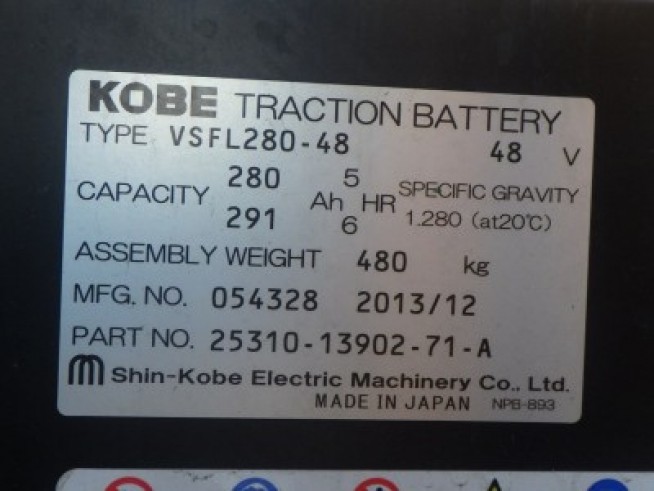 KOBE TRACTION BATTERY
TYPE VSFL280-48 48 V
CAPACITY 280 Ah 5 HR SPECIFIC GRAVITY
291 6 1.280 (at20℃)
ASSEMBLY WEIGHT 480 kg
MFG. NO. 054328 2013/12
PART NO. 25310-13902-71-A
Shin-Kobe Electric Machinery Co., Ltd.
MADE IN JAPAN NPB-893